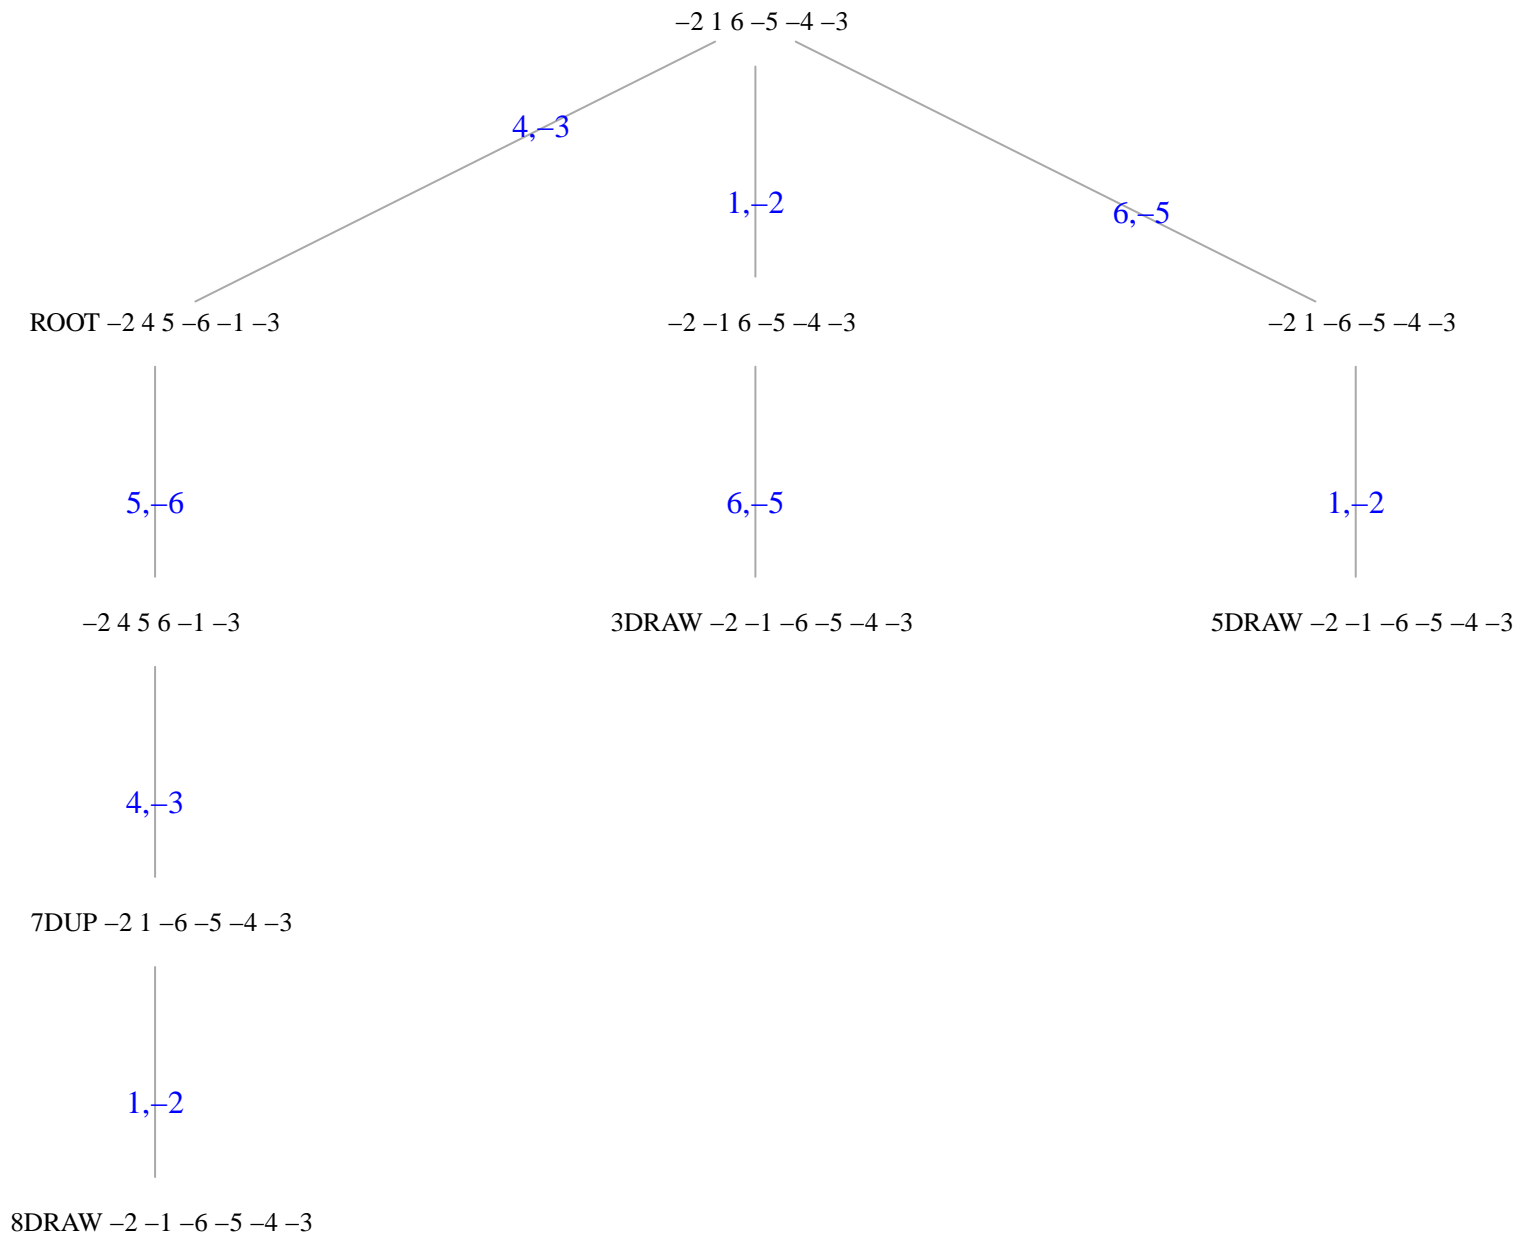 –2 1 6 –5 –4 –3
4,–3
1,–2
6,–5
ROOT –2 4 5 –6 –1 –3
–2 –1 6 –5 –4 –3
–2 1 –6 –5 –4 –3
5,–6
6,–5
1,–2
–2 4 5 6 –1 –3
3DRAW –2 –1 –6 –5 –4 –3
5DRAW –2 –1 –6 –5 –4 –3
4,–3
7DUP –2 1 –6 –5 –4 –3
1,–2
8DRAW –2 –1 –6 –5 –4 –3